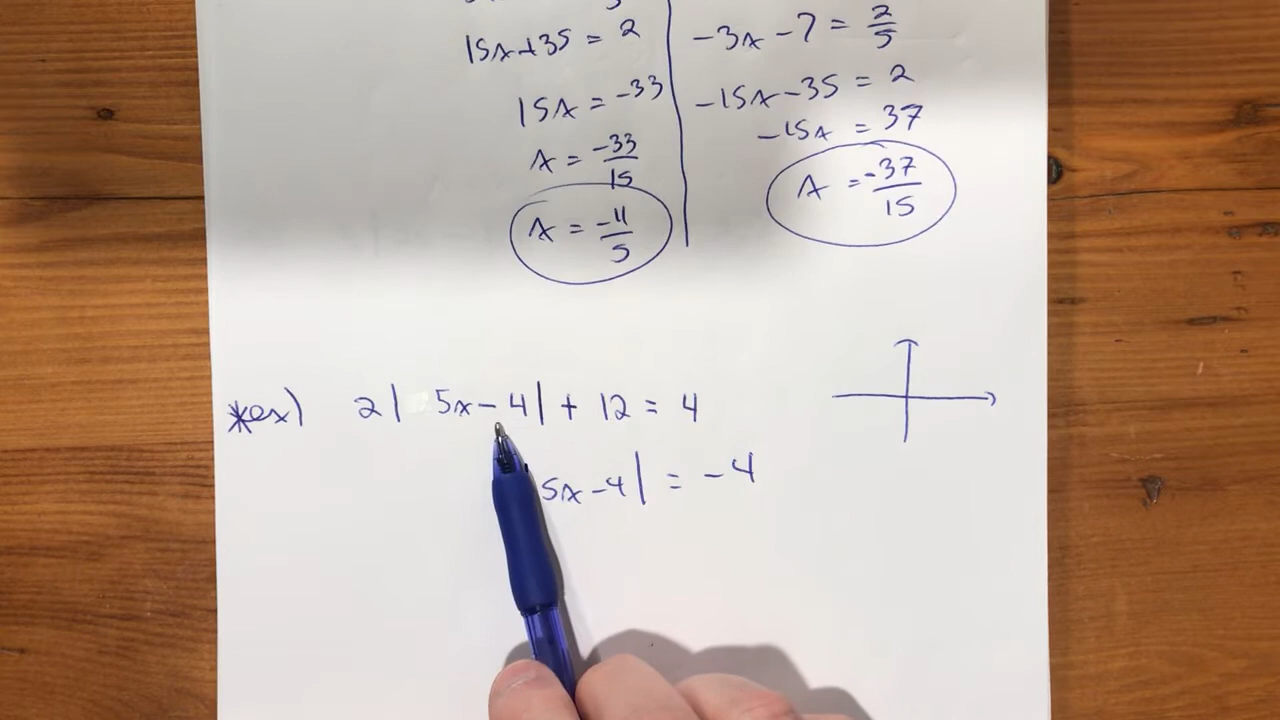 15x+35 = 2
15x = -33
x = -33/15
x = -11/5
-3x - 7 = 2/5
-15x - 35 = 2
-15x = 37
x = -37/15
*ex) 2| 5x - 4| + 12 = 4
5x - 4| = -4